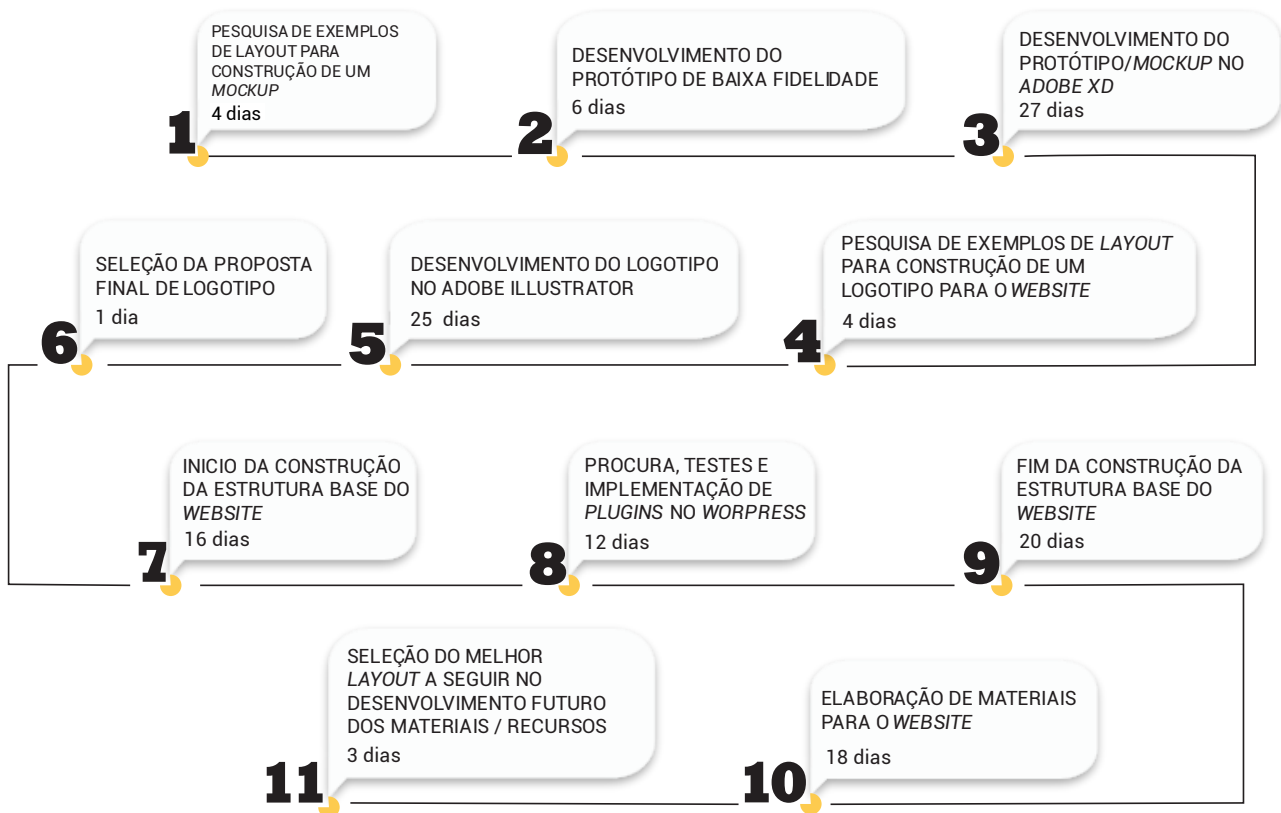 PESQUISA DE EXEMPLOS
DE LAYOUT PARA
CONSTRUÇÃO DE UM
MOCKUP
4 dias
1
DESENVOLVIMENTO DO
PROTÓTIPO DE BAIXA FIDELIDADE
6 dias
2
DESENVOLVIMENTO DO
PROTÓTIPO/MOCKUP NO
ADOBE XD
27 dias
3
PESQUISA DE EXEMPLOS DE LAYOUT
PARA CONSTRUÇÃO DE UM
LOGOTIPO PARA O WEBSITE
4 dias
4
DESENVOLVIMENTO DO LOGOTIPO
NO ADOBE ILLUSTRATOR
25 dias
5
SELEÇÃO DA PROPOSTA
FINAL DE LOGOTIPO
1 dia
6
INICIO DA CONSTRUÇÃO
DA ESTRUTURA BASE DO
WEBSITE
16 dias
7
PROCURA, TESTES E
IMPLEMENTAÇÃO DE
PLUGINS NO WORPRESS
12 dias
8
FIM DA CONSTRUÇÃO DA
ESTRUTURA BASE DO
WEBSITE
20 dias
9
ELABORAÇÃO DE MATERIAIS
PARA O WEBSITE
18 dias
10
SELEÇÃO DO MELHOR
LAYOUT A SEGUIR NO
DESENVOLVIMENTO FUTURO
DOS MATERIAIS / RECURSOS
3 dias
11